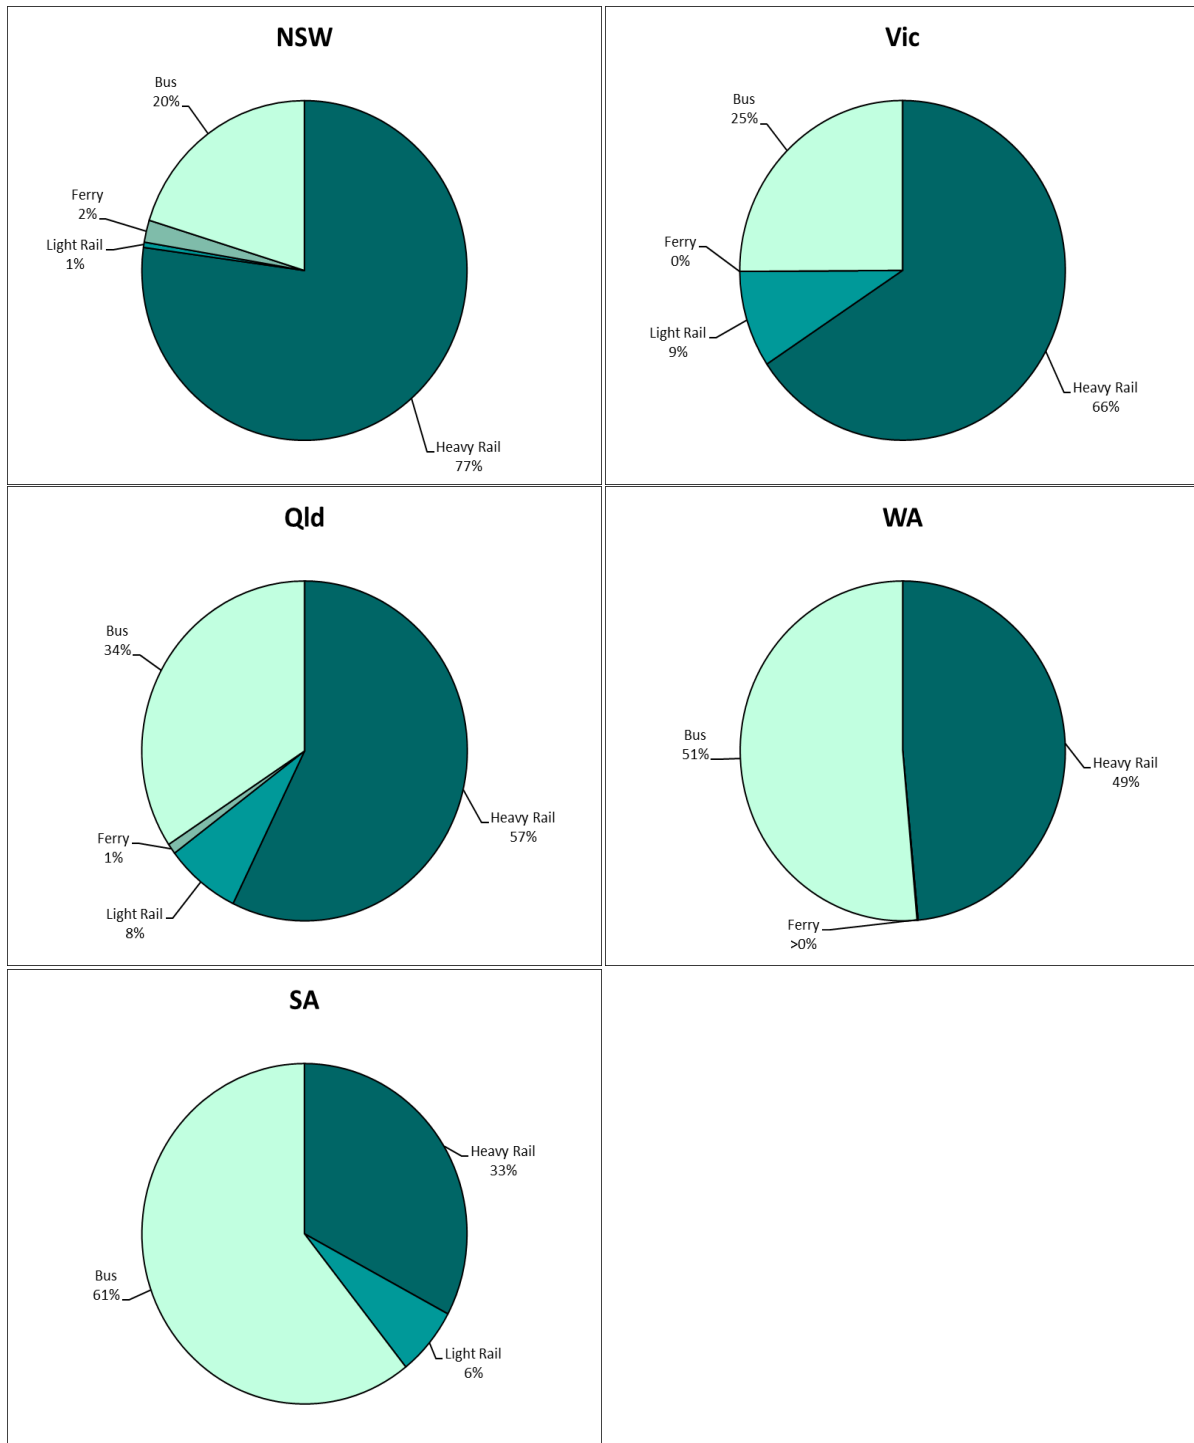 NSW
Bus
20%
Ferry
2%
Light Rail
1%
Heavy Rail
77%
Vic
Bus
25%
Ferry
0%
Light Rail
9%
Heavy Rail
66%
Qld
Bus
34%
Ferry
1%
Light Rail
8%
Heavy Rail
57%
WA
Bus
51%
Heavy Rail
49%
Ferry
>0%
SA
Heavy Rail
33%
Bus
61%
Light Rail
6%